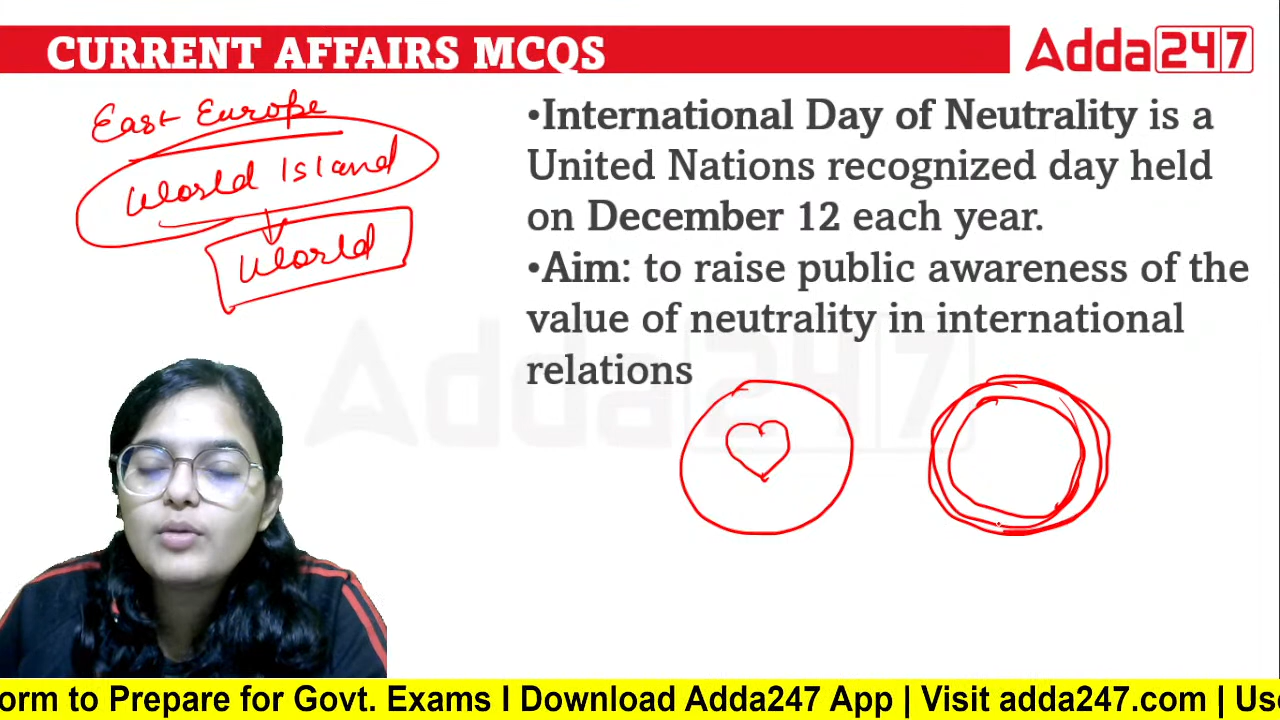 CURRENT AFFAIRS MCQS
Adda247
East Europe
World Island
World
•International Day of Neutrality is a
United Nations recognized day held
on December 12 each year.
•Aim: to raise public awareness of the
value of neutrality in international
relations
Adda247
orm to Prepare for Govt. Exams I Download Adda247 App | Visit adda247.com | Use